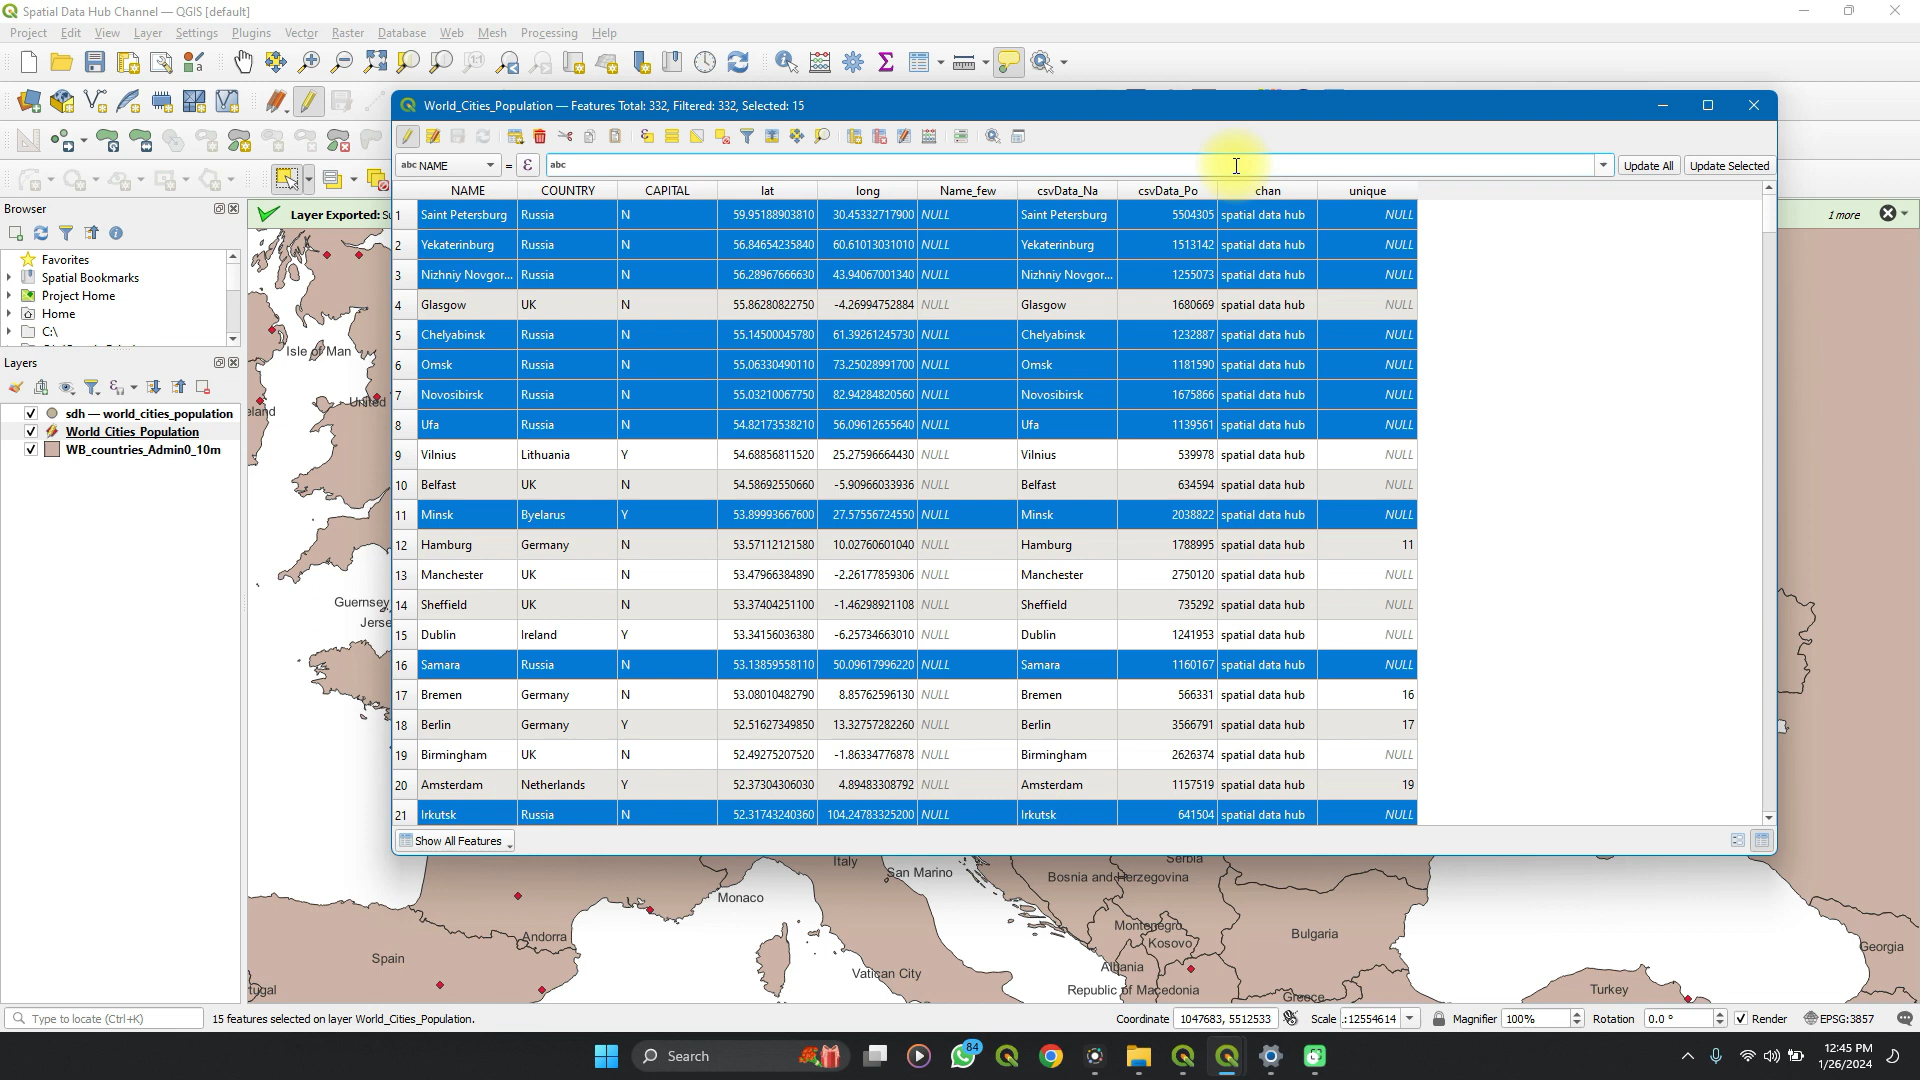 Spatial Data Hub Channel — QGIS [default]
Project Edit View Layer Settings Plugins Vector Raster Database Web Mesh Processing Help
World_Cities_Population — Features Total: 332, Filtered: 332, Selected: 15
abc NAME = ε abc Update All Update Selected
NAME COUNTRY CAPITAL lat long Name_few csvData_Na csvData_Po chan unique
1 Saint Petersburg Russia N 59.95188903810 30.45332717900 NULL Saint Petersburg 5504305 spatial data hub NULL
2 Yekaterinburg Russia N 56.84654235840 60.61013031010 NULL Yekaterinburg 1513142 spatial data hub NULL
3 Nizhniy Novgor... Russia N 56.28967666630 43.94067001340 NULL Nizhniy Novgor... 1255073 spatial data hub NULL
4 Glasgow UK N 55.86280822750 -4.26994752884 NULL Glasgow 1680669 spatial data hub NULL
5 Chelyabinsk Russia N 55.14500045780 61.39261245730 NULL Chelyabinsk 1232887 spatial data hub NULL
6 Omsk Russia N 55.06330490110 73.25028991700 NULL Omsk 1181590 spatial data hub NULL
7 Novosibirsk Russia N 55.03210067750 82.94284820560 NULL Novosibirsk 1675866 spatial data hub NULL
8 Ufa Russia N 54.82173538210 56.09612655640 NULL Ufa 1139561 spatial data hub NULL
9 Vilnius Lithuania Y 54.68856811520 25.27596664430 NULL Vilnius 539978 spatial data hub NULL
10 Belfast UK N 54.58692550660 -5.90966033936 NULL Belfast 634594 spatial data hub NULL
11 Minsk Byelarus Y 53.89993667600 27.57556724550 NULL Minsk 2038822 spatial data hub NULL
12 Hamburg Germany N 53.57112121580 10.02760601040 NULL Hamburg 1788995 spatial data hub 11
13 Manchester UK N 53.47966384890 -2.26177859306 NULL Manchester 2750120 spatial data hub NULL
14 Sheffield UK N 53.37404251100 -1.46298921108 NULL Sheffield 735292 spatial data hub NULL
15 Dublin Ireland Y 53.34156036380 -6.25734663010 NULL Dublin 1241953 spatial data hub NULL
16 Samara Russia N 53.13859558110 50.09617996220 NULL Samara 1160167 spatial data hub NULL
17 Bremen Germany N 53.08010482790 8.85762596130 NULL Bremen 566331 spatial data hub 16
18 Berlin Germany Y 52.51627349850 13.32757282260 NULL Berlin 3566791 spatial data hub 17
19 Birmingham UK N 52.49275207520 -1.86334776878 NULL Birmingham 2626374 spatial data hub NULL
20 Amsterdam Netherlands Y 52.37304306030 4.89483308792 NULL Amsterdam 1157519 spatial data hub 19
21 Irkutsk Russia N 52.31743240360 104.24783325200 NULL Irkutsk 641504 spatial data hub NULL
Show All Features
Browser
Favorites
Spatial Bookmarks
Project Home
Home
C:\
Layers
sdh — world_cities_population
World_Cities_Population
WB_countries_Admin0_10m
Layer Exported: Su
1 more
Isle of Man
eland
United
Guernsey
Jerse
Italy
Serbia
San Marino
Bosnia and Herzegovina
Monaco
Montenegro
Kosovo
Andorra
Bulgaria
Georgia
Spain
Albania
Vatican City
Republic of Macedonia
tugal
Greece
Turkey
Type to locate (Ctrl+K)
15 features selected on layer World_Cities_Population.
Coordinate 1047683, 5512533 Scale .:12554614 Magnifier 100% Rotation 0.0 ° Render EPSG:3857
Search
84
12:45 PM
1/26/2024